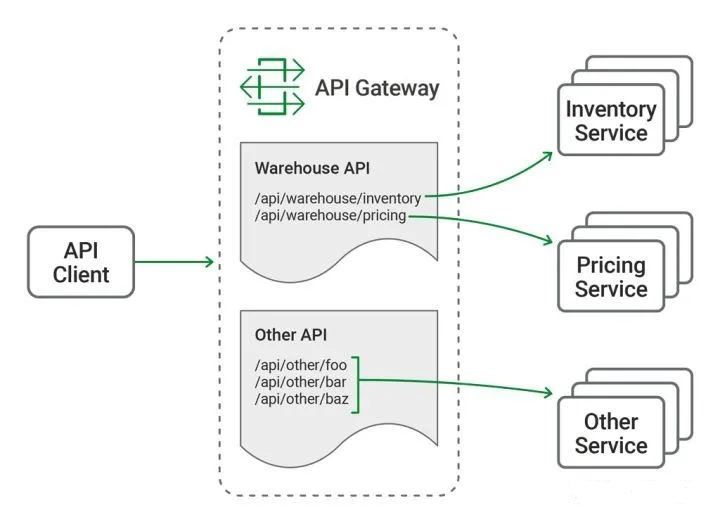 API Gateway
Warehouse API
/api/warehouse/inventory
/api/warehouse/pricing
API
Client
Other API
/api/other/foo
/api/other/bar
/api/other/baz
Inventory
Service
Pricing
Service
Other
Service